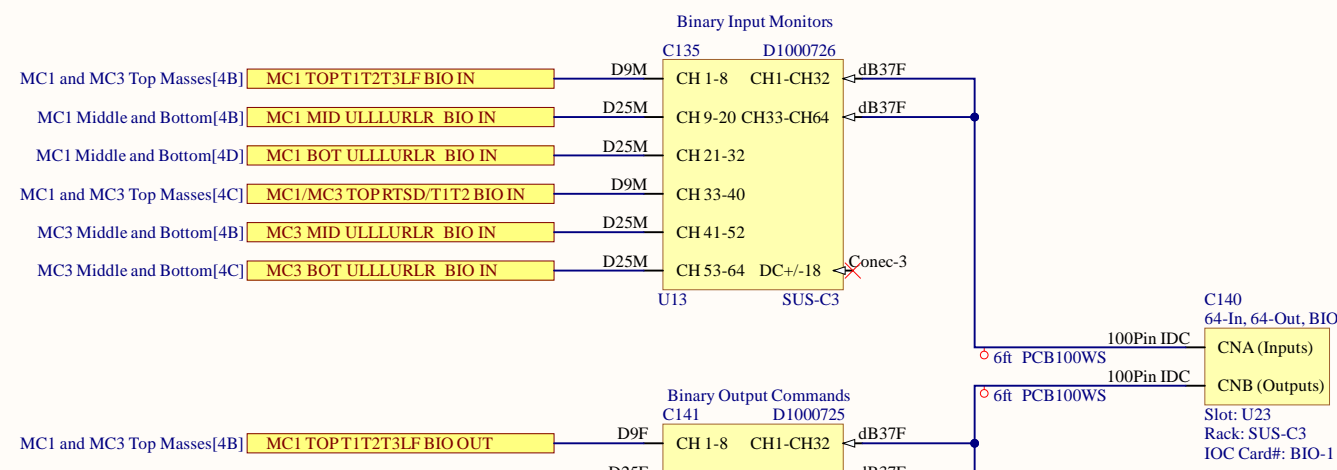 Binary Input Monitors
C135 D1000726
MC1 and MC3 Top Masses[4B] MC1 TOP T1T2T3LF BIO IN D9M CH 1-8 CH1-CH32 dB37F
MC1 Middle and Bottom[4B] MC1 MID ULLLURLR BIO IN D25M CH 9-20 CH33-CH64 dB37F
MC1 Middle and Bottom[4D] MC1 BOT ULLLURLR BIO IN D25M CH 21-32
MC1 and MC3 Top Masses[4C] MC1/MC3 TOP RTSD/T1T2 BIO IN D9M CH 33-40
MC3 Middle and Bottom[4B] MC3 MID ULLLURLR BIO IN D25M CH 41-52
MC3 Middle and Bottom[4C] MC3 BOT ULLLURLR BIO IN D25M CH 53-64 DC+/-18 Conec-3
U13 SUS-C3
C140
64-In, 64-Out, BIO
100Pin IDC CNA (Inputs)
6ft PCB100WS
100Pin IDC CNB (Outputs)
6ft PCB100WS
Slot: U23
Rack: SUS-C3
IOC Card#: BIO-1
Binary Output Commands
C141 D1000725
MC1 and MC3 Top Masses[4B] MC1 TOP T1T2T3LF BIO OUT D9F CH 1-8 CH1-CH32 dB37F